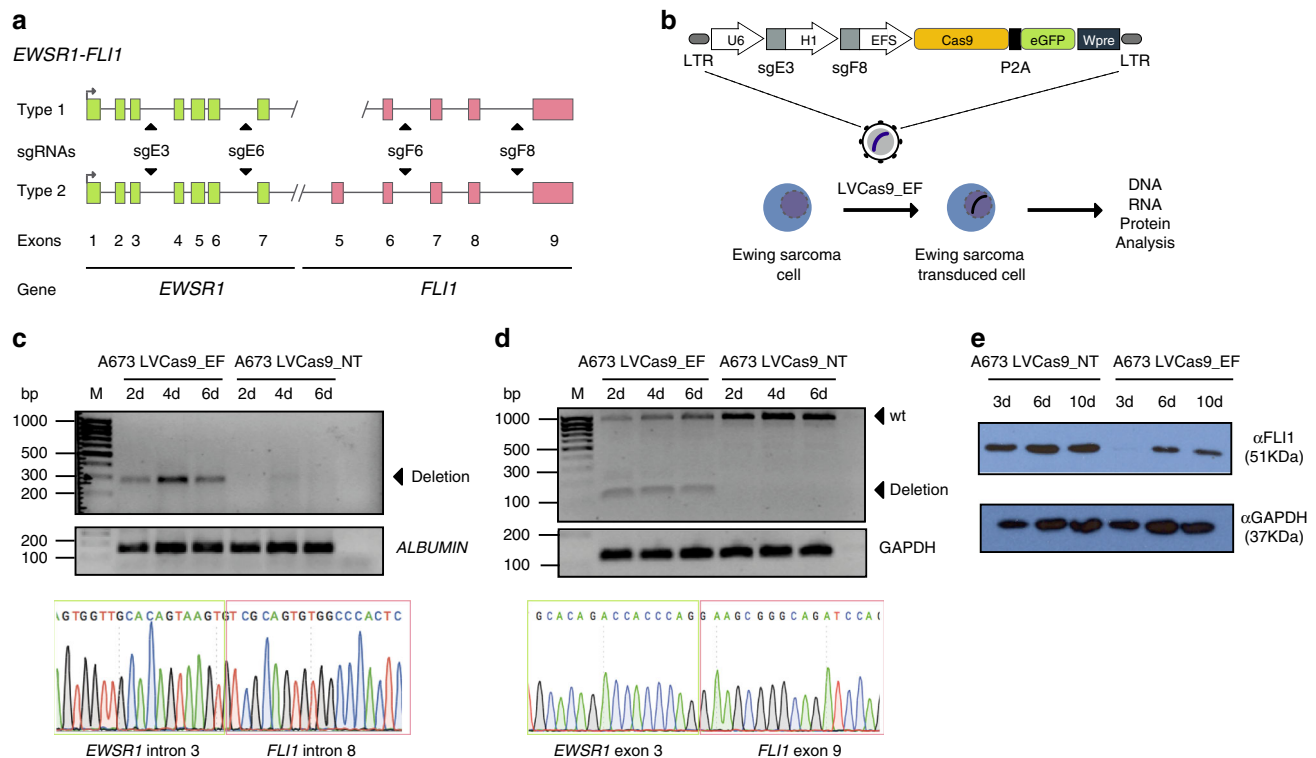 a
EWSR1-FLI1
Type 1
sgRNAs sgE3 sgE6 sgF6 sgF8
Type 2
Exons 1 2 3 4 5 6 7 5 6 7 8 9
Gene EWSR1 FLI1
b
U6 H1 EFS Cas9 eGFP Wpre
LTR sgE3 sgF8 P2A LTR
LVCas9_EF
Ewing sarcoma
cell
Ewing sarcoma
transduced cell
DNA
RNA
Protein
Analysis
c
A673 LVCas9_EF A673 LVCas9_NT
bp M 2d 4d 6d 2d 4d 6d
1000
500
300
200
Deletion
200
100
ALBUMIN
GTGGTTGCACAGTAAGTGTCGCAGTGTGGCCCACTC
EWSR1 intron 3 FLI1 intron 8
d
A673 LVCas9_EF A673 LVCas9_NT
bp M 2d 4d 6d 2d 4d 6d
1000
500
300
100
wt
Deletion
200
100
GAPDH
GCACAGACCACCCAGGAAGCGGGCAGATCCA
EWSR1 exon 3 FLI1 exon 9
e
A673 LVCas9_NT A673 LVCas9_EF
3d 6d 10d 3d 6d 10d
αFLI1
(51KDa)
αGAPDH
(37KDa)